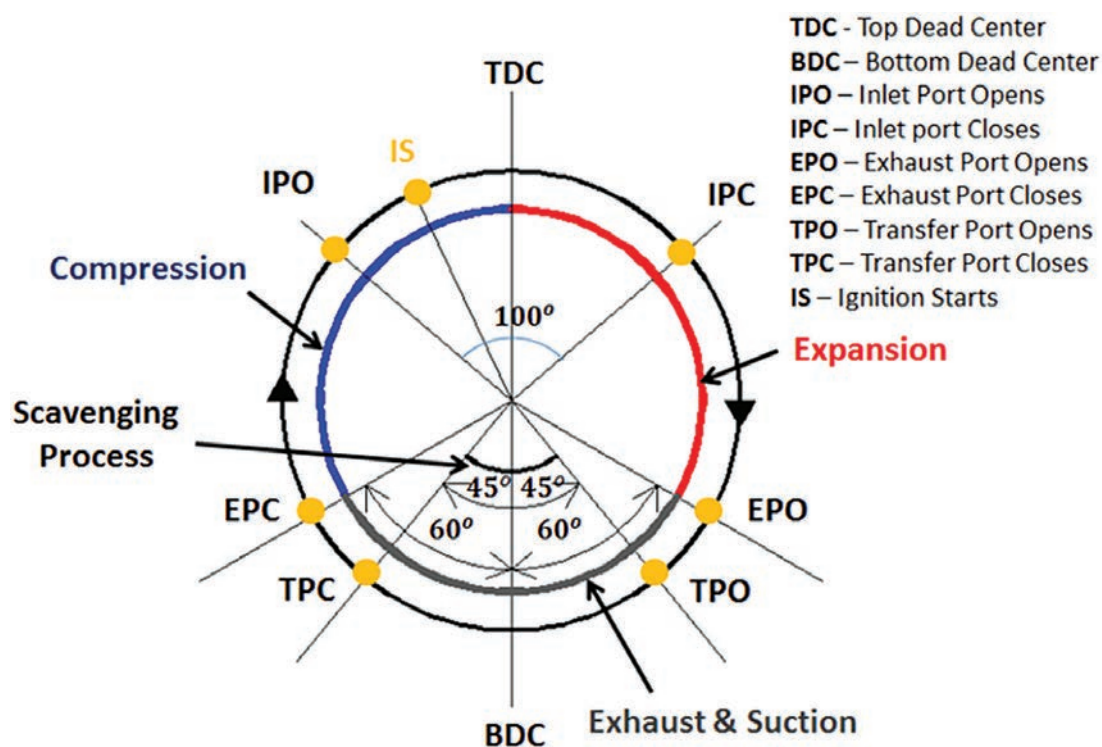 TDC - Top Dead Center
BDC – Bottom Dead Center
IPO – Inlet Port Opens
IPC – Inlet port Closes
EPO – Exhaust Port Opens
EPC – Exhaust Port Closes
TPO – Transfer Port Opens
TPC – Transfer Port Closes
IS – Ignition Starts
TDC
IS
IPO
IPC
Compression
100°
Expansion
Scavenging
Process
45° 45°
EPC
60° 60°
EPO
TPC
TPO
BDC
Exhaust & Suction